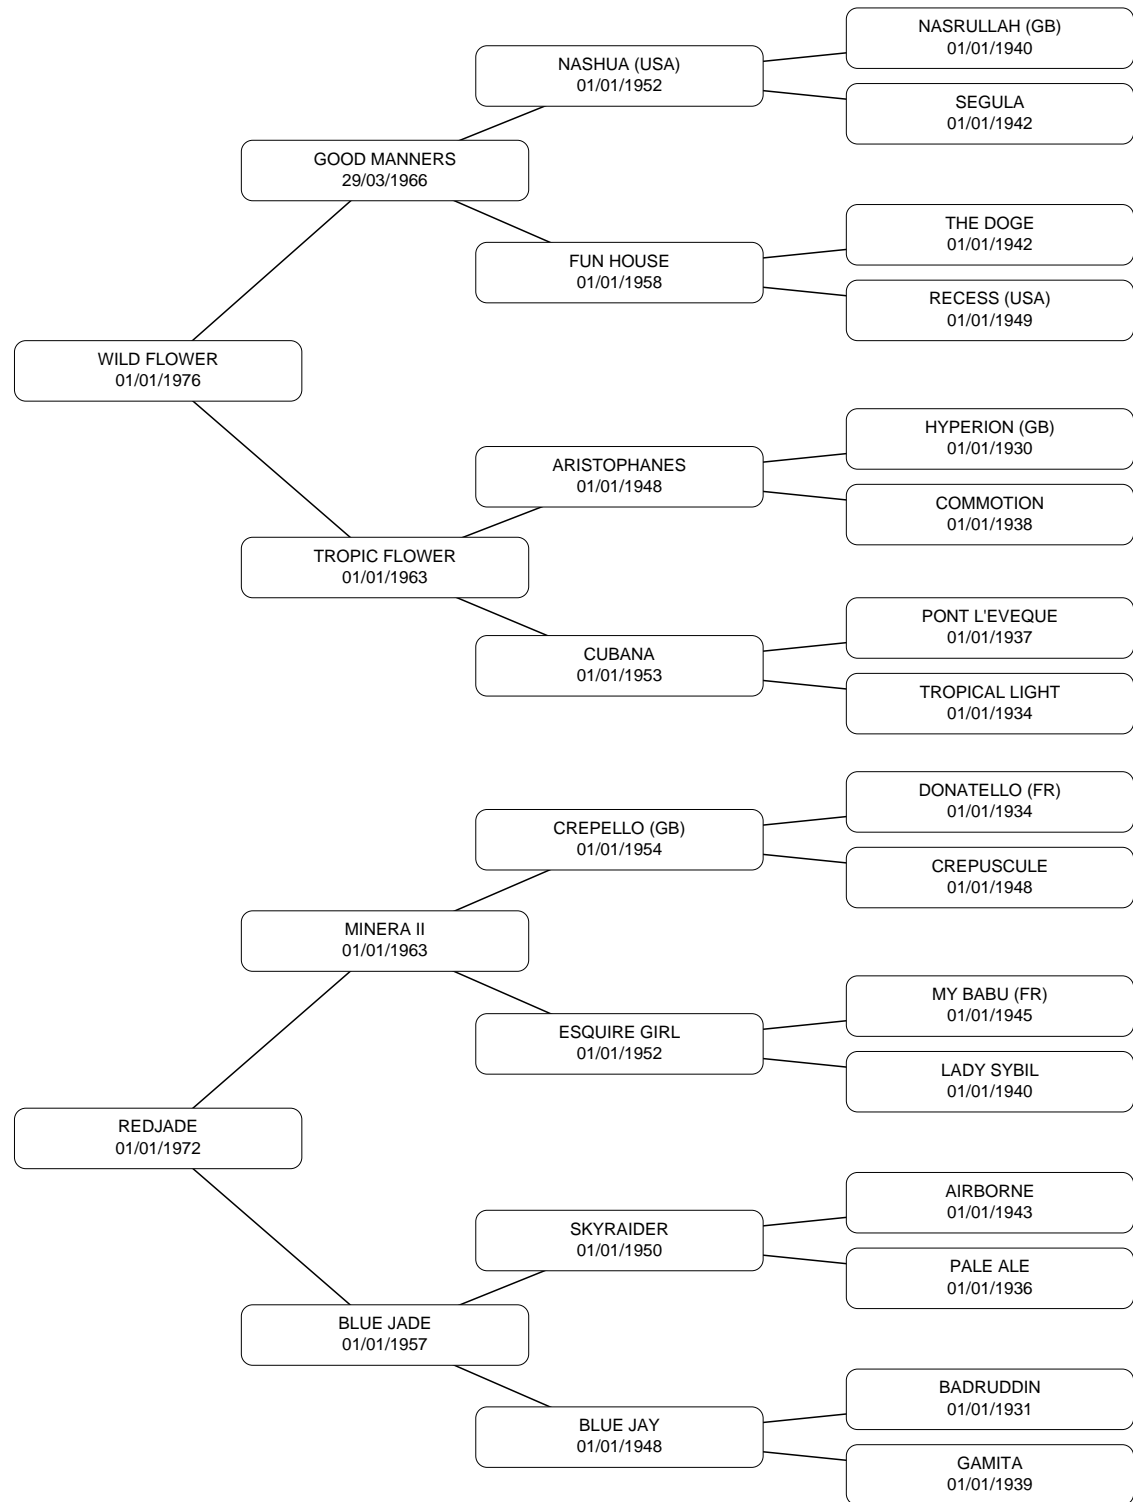 NASRULLAH (GB)
01/01/1940
NASHUA (USA)
01/01/1952
SEGULA
01/01/1942
GOOD MANNERS
29/03/1966
THE DOGE
01/01/1942
FUN HOUSE
01/01/1958
RECESS (USA)
01/01/1949
WILD FLOWER
01/01/1976
HYPERION (GB)
01/01/1930
ARISTOPHANES
01/01/1948
COMMOTION
01/01/1938
TROPIC FLOWER
01/01/1963
PONT L'EVEQUE
01/01/1937
CUBANA
01/01/1953
TROPICAL LIGHT
01/01/1934
DONATELLO (FR)
01/01/1934
CREPELLO (GB)
01/01/1954
CREPUSCULE
01/01/1948
MINERA II
01/01/1963
MY BABU (FR)
01/01/1945
ESQUIRE GIRL
01/01/1952
LADY SYBIL
01/01/1940
REDJADE
01/01/1972
AIRBORNE
01/01/1943
SKYRAIDER
01/01/1950
PALE ALE
01/01/1936
BLUE JADE
01/01/1957
BADRUDDIN
01/01/1931
BLUE JAY
01/01/1948
GAMITA
01/01/1939